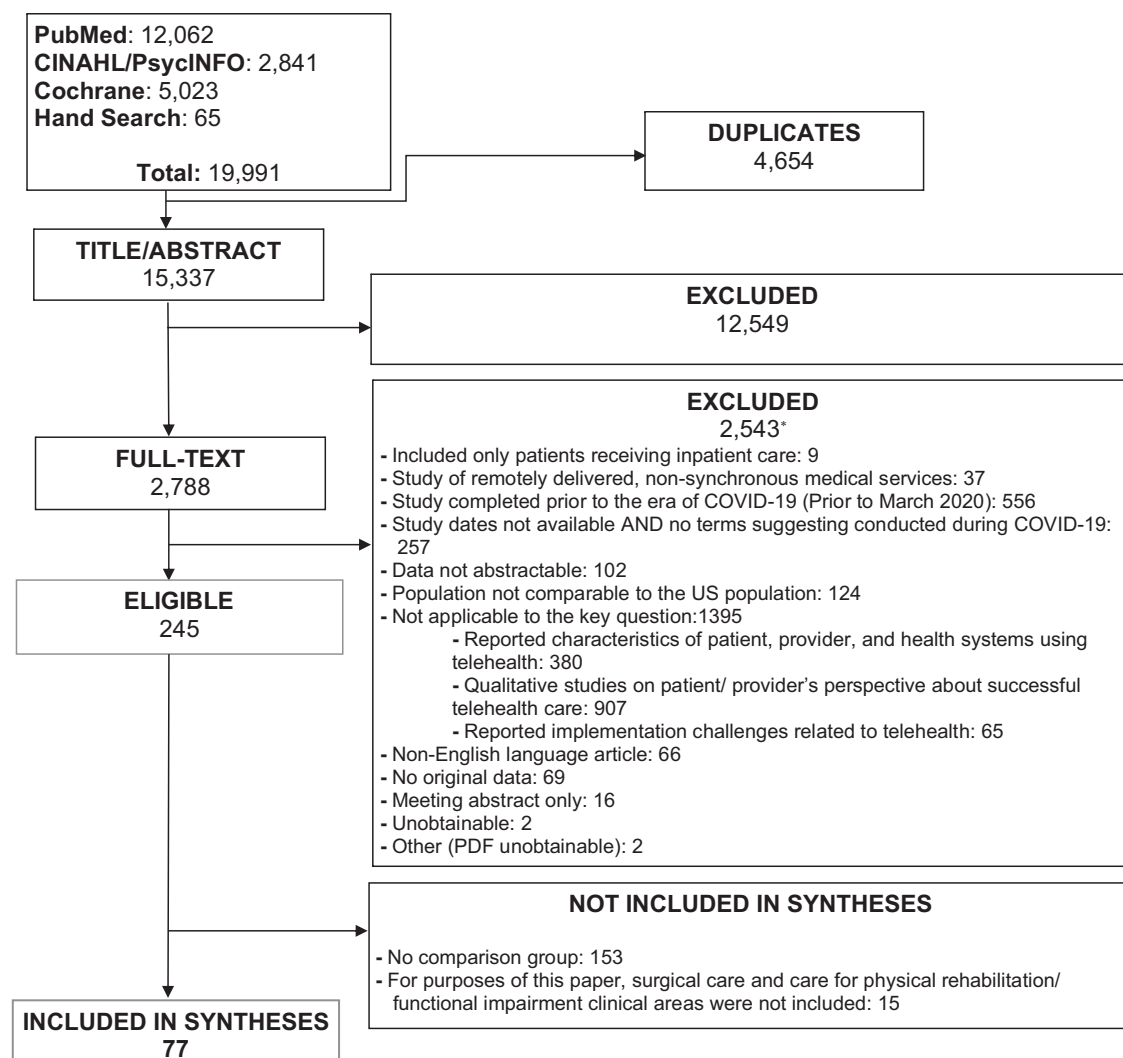 PubMed: 12,062
CINAHL/PsycINFO: 2,841
Cochrane: 5,023
Hand Search: 65
Total: 19,991
DUPLICATES
4,654
TITLE/ABSTRACT
15,337
EXCLUDED
12,549
FULL-TEXT
2,788
EXCLUDED
2,543*
- Included only patients receiving inpatient care: 9
- Study of remotely delivered, non-synchronous medical services: 37
- Study completed prior to the era of COVID-19 (Prior to March 2020): 556
- Study dates not available AND no terms suggesting conducted during COVID-19:
257
- Data not abstractable: 102
- Population not comparable to the US population: 124
- Not applicable to the key question:1395
- Reported characteristics of patient, provider, and health systems using
telehealth: 380
- Qualitative studies on patient/ provider's perspective about successful
telehealth care: 907
- Reported implementation challenges related to telehealth: 65
- Non-English language article: 66
- No original data: 69
- Meeting abstract only: 16
- Unobtainable: 2
- Other (PDF unobtainable): 2
ELIGIBLE
245
NOT INCLUDED IN SYNTHESES
- No comparison group: 153
- For purposes of this paper, surgical care and care for physical rehabilitation/
functional impairment clinical areas were not included: 15
INCLUDED IN SYNTHESES
77